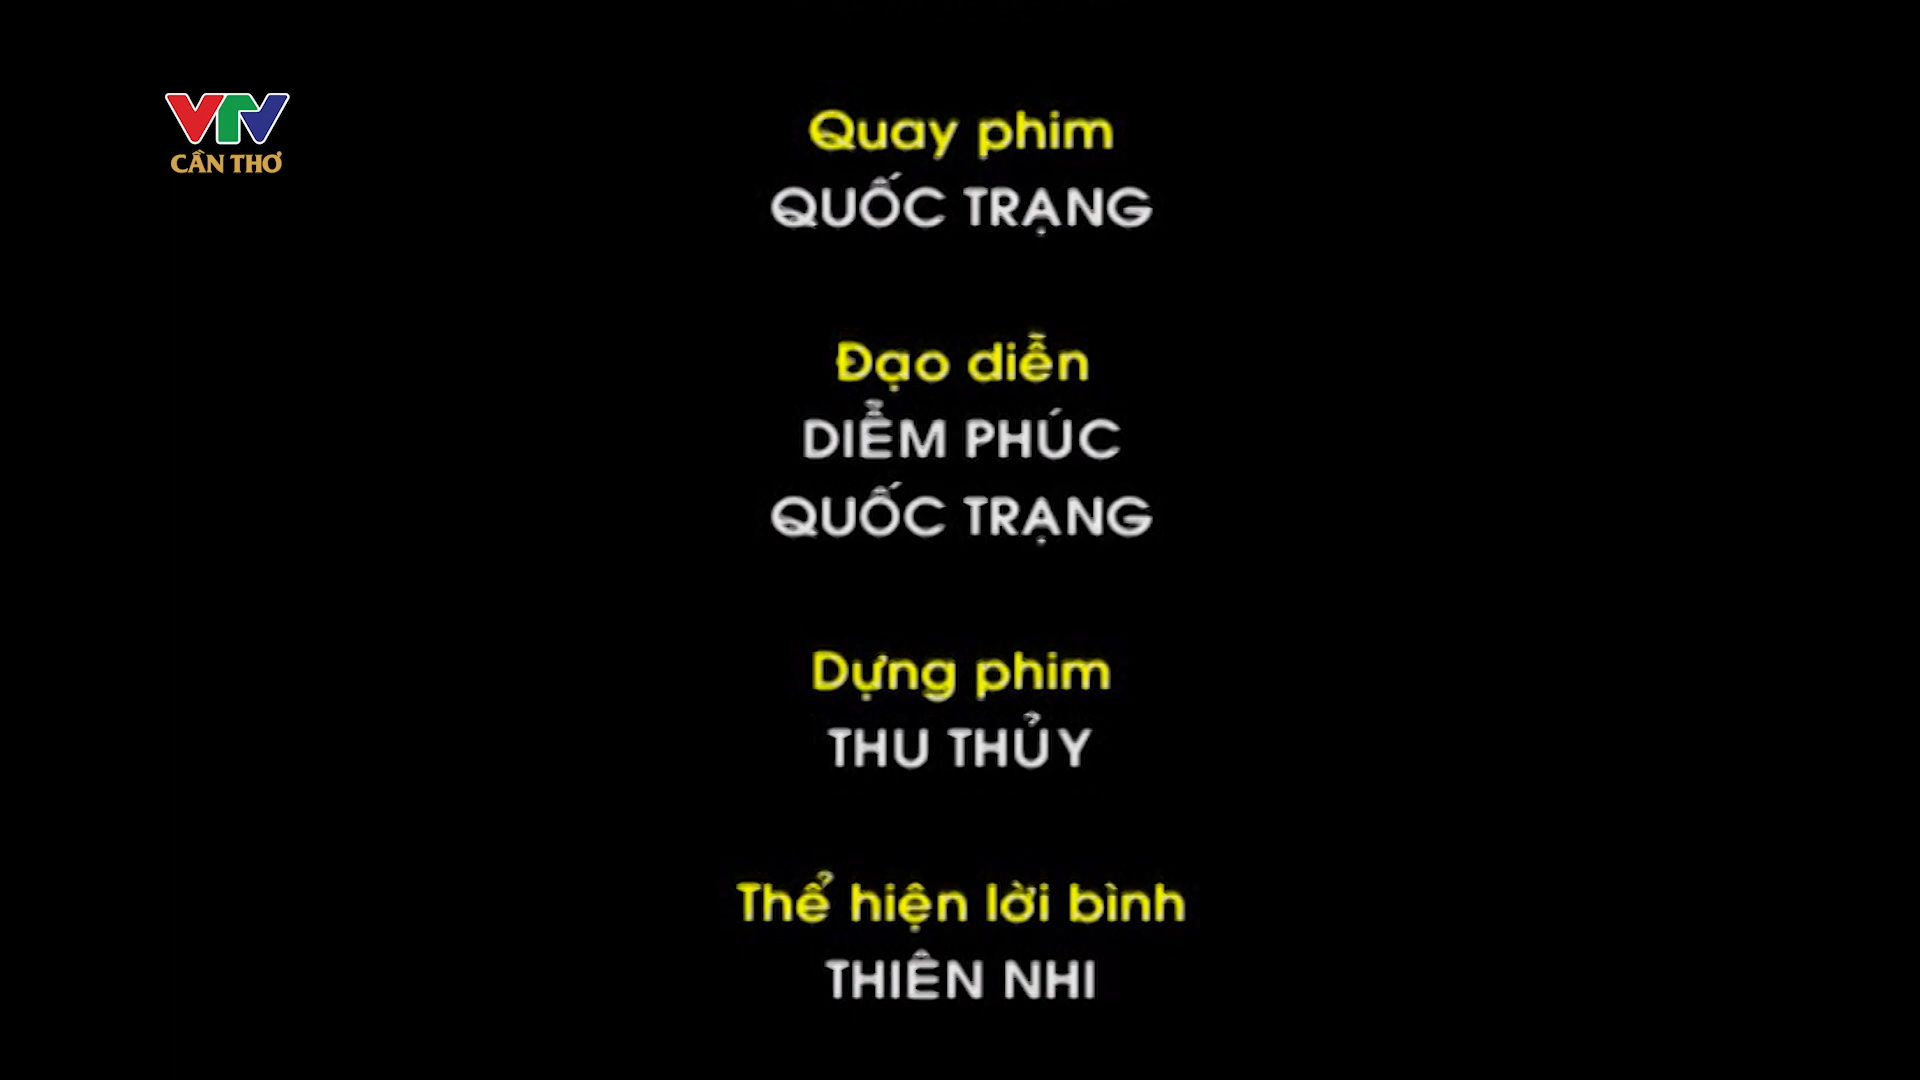 VTV
CẦN THƠ
Quay phim
QUỐC TRẠNG
Đạo diễn
DIỂM PHÚC
QUỐC TRẠNG
Dựng phim
THU THỦY
Thể hiện lời bình
THIÊN NHI